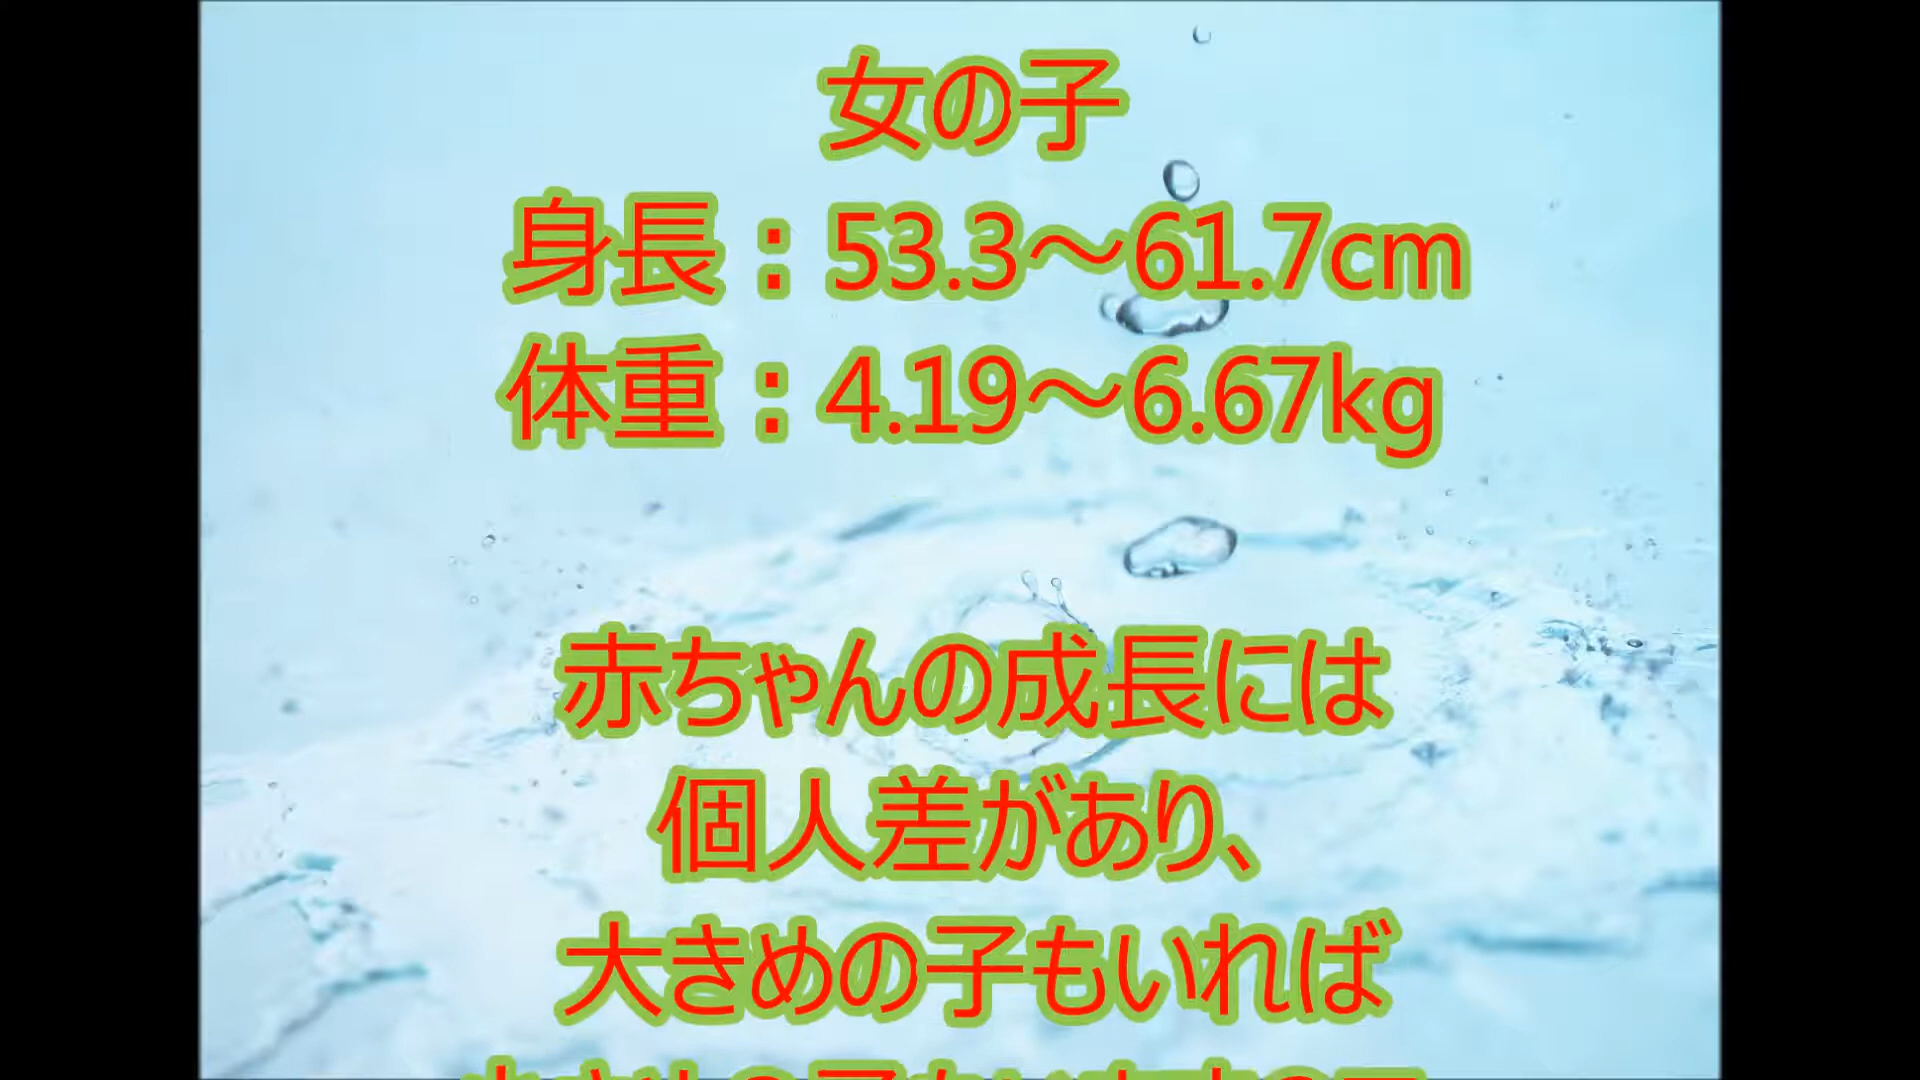 女の子
身長：53.3～61.7cm
体重：4.19～6.67kg
赤ちゃんの成長には
個人差があり、
大きめの子もいれば